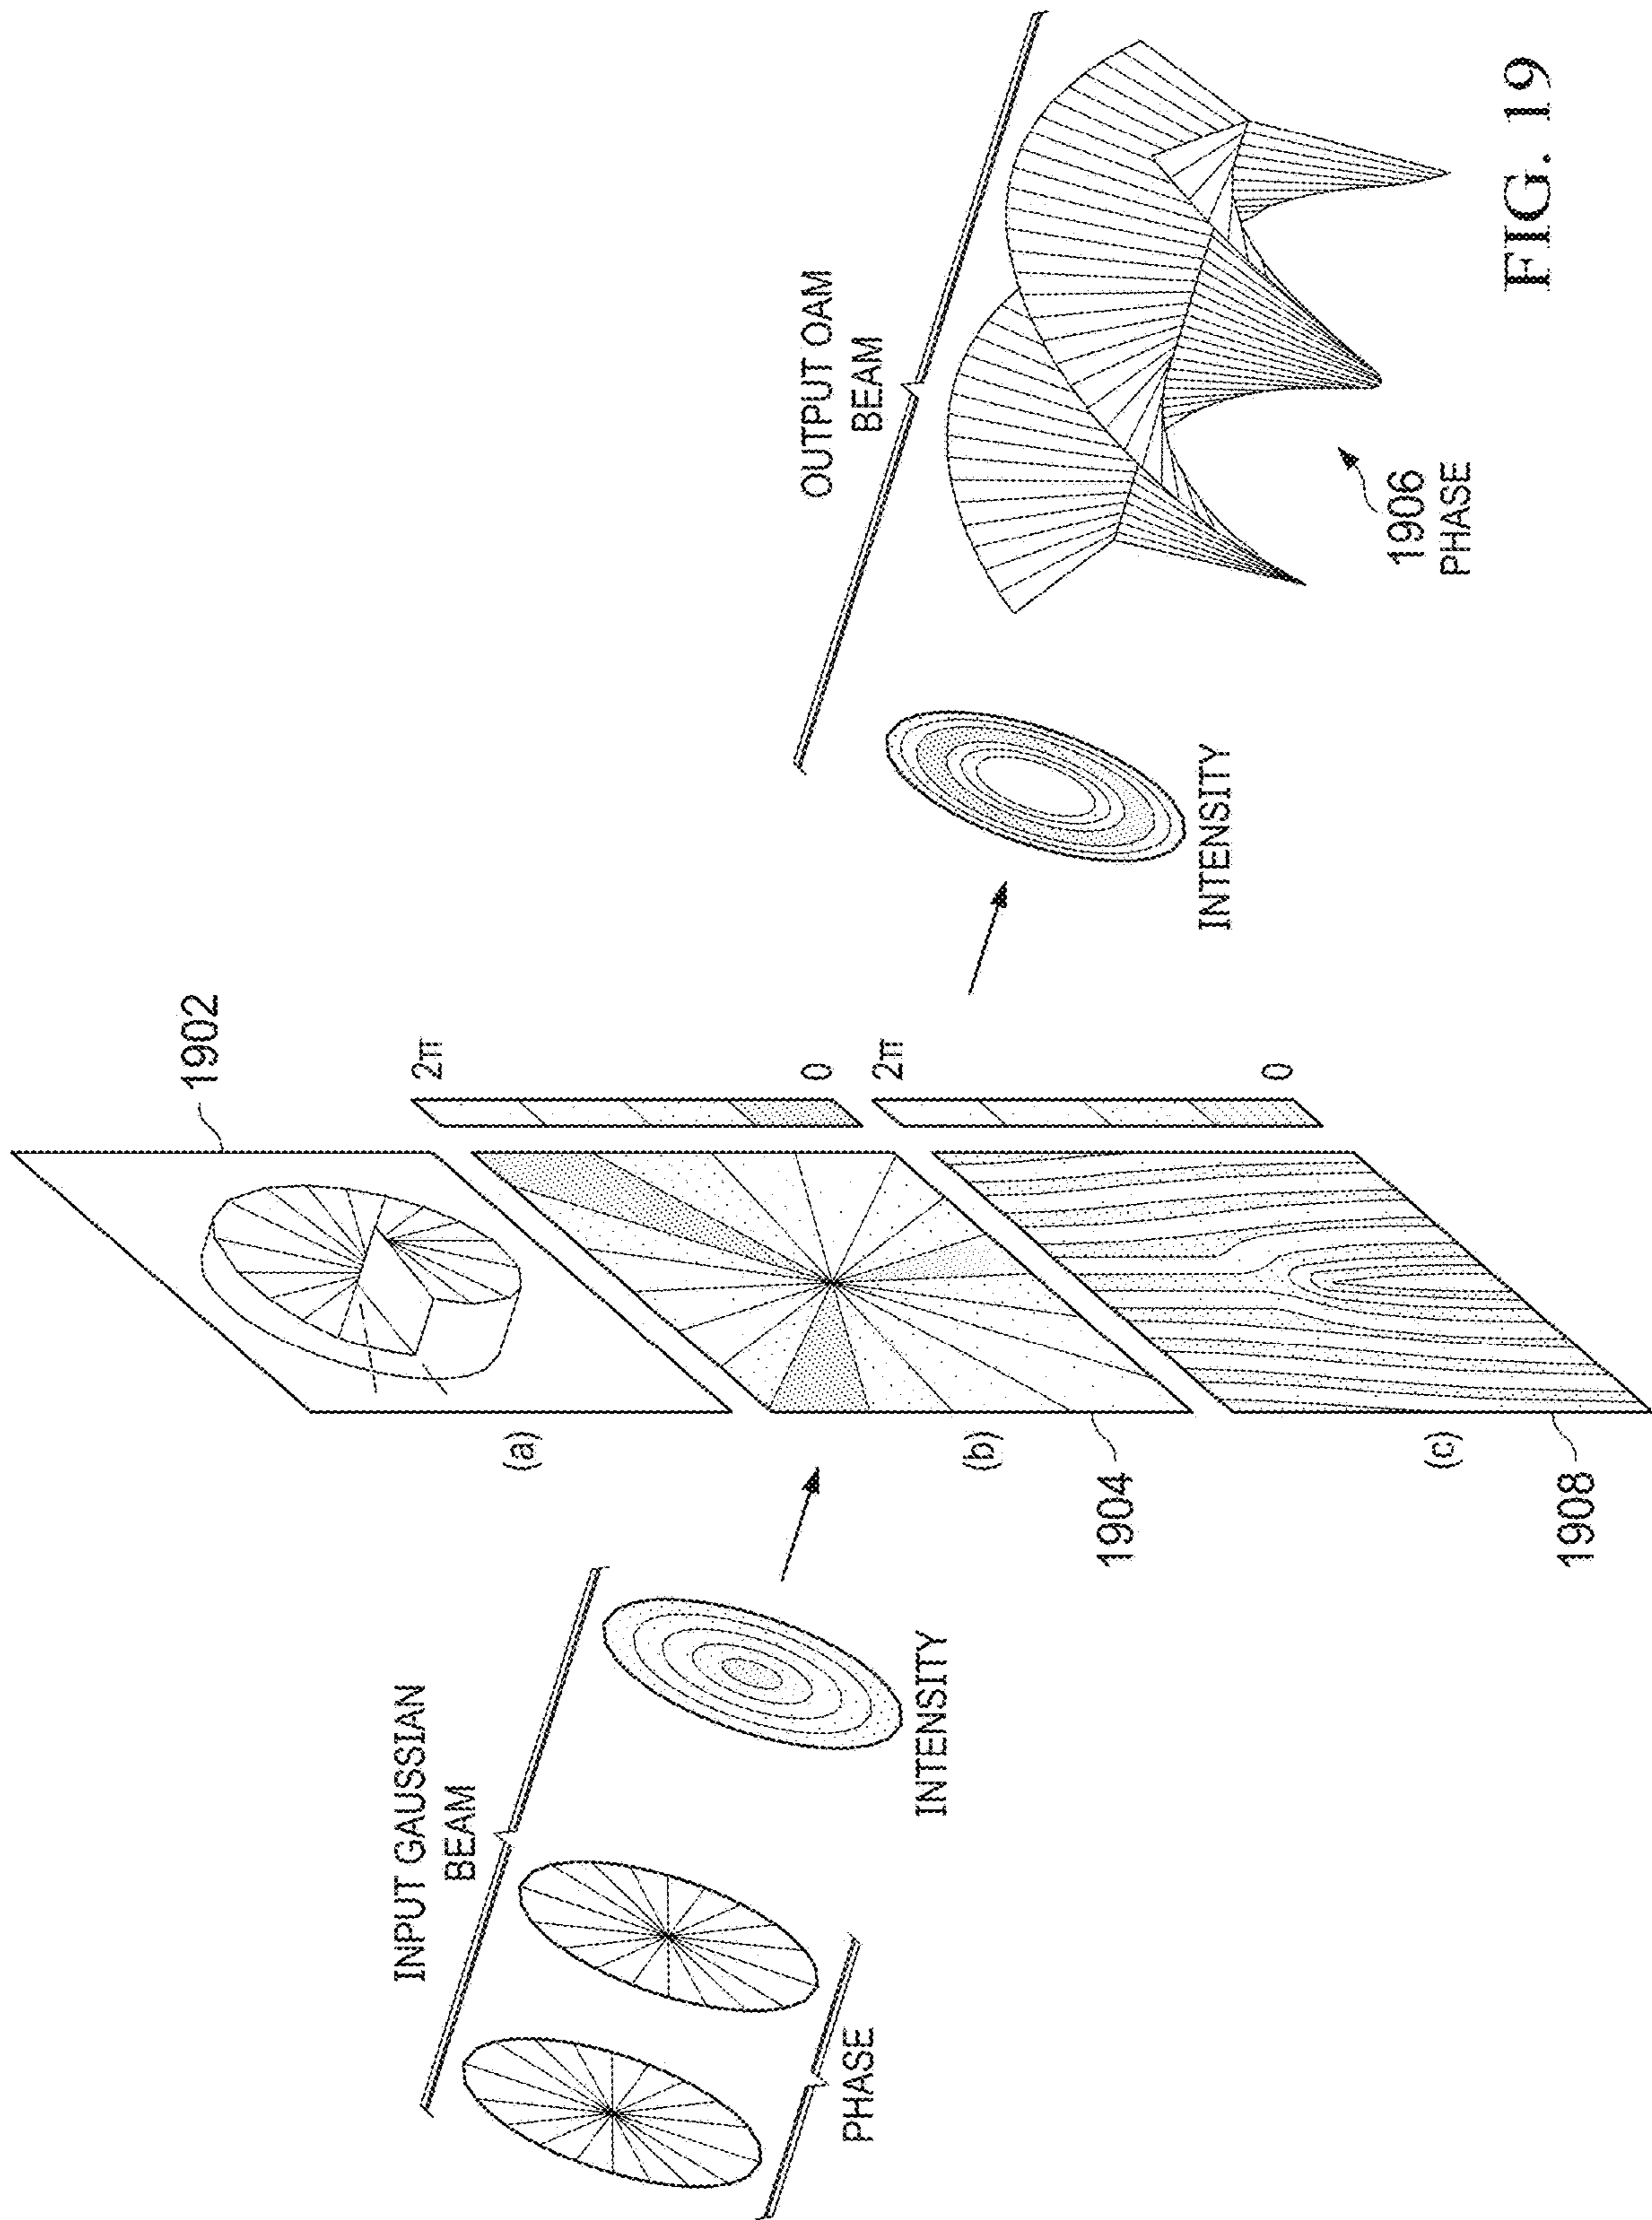 INPUT GAUSSIAN
BEAM
PHASE
INTENSITY
(a)
1902
2π
0
(b)
1904
2π
0
(c)
1908
OUTPUT OAM
BEAM
INTENSITY
1906
PHASE
FIG. 19